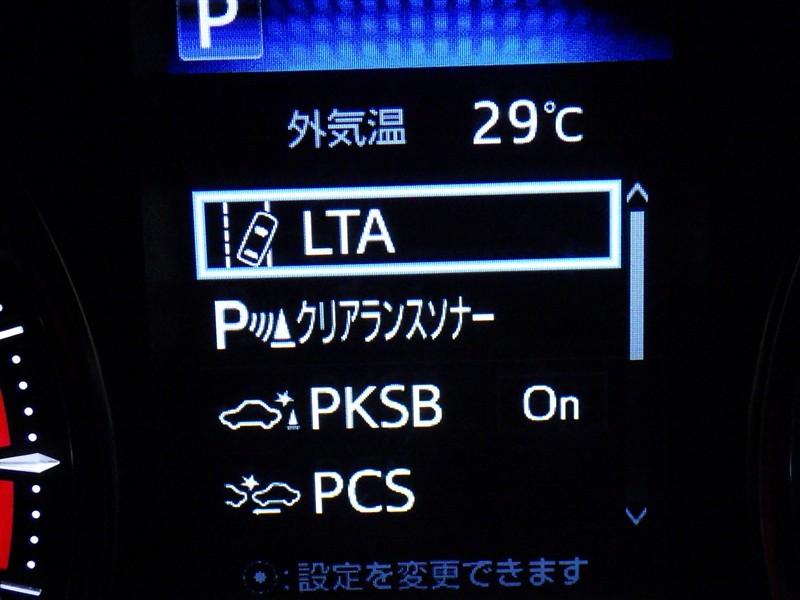 P
外気温 29℃
LTA
Pクリアランスソナー
PKSB On
PCS
:設定を変更できます